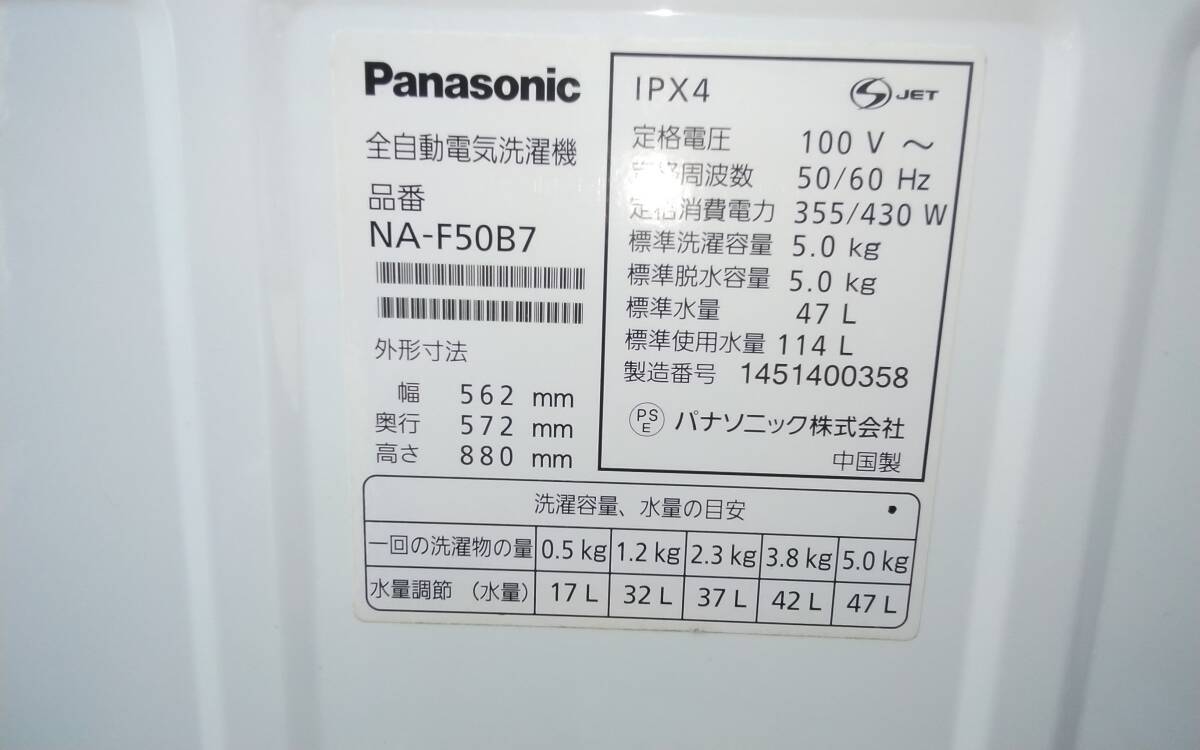 Panasonic
全自動電気洗濯機
品番
NA-F50B7
外形寸法
幅 562 mm
奥行 572 mm
高さ 880 mm
IPX4
S JET
定格電圧 100 V ～
定格周波数 50/60 Hz
定格消費電力 355/430 W
標準洗濯容量 5.0 kg
標準脱水容量 5.0 kg
標準水量 47 L
標準使用水量 114 L
製造番号 1451400358
PS
E パナソニック株式会社
中国製
洗濯容量、水量の目安
一回の洗濯物の量 0.5 kg 1.2 kg 2.3 kg 3.8 kg 5.0 kg
水量調節 （水量） 17 L 32 L 37 L 42 L 47 L